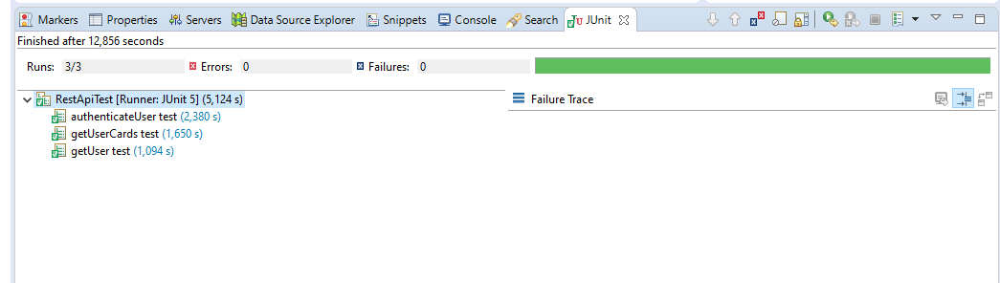 Markers Properties Servers Data Source Explorer Snippets Console Search JUnit
Finished after 12,856 seconds
Runs: 3/3 Errors: 0 Failures: 0
RestApiTest [Runner: JUnit 5] (5,124 s)
Failure Trace
authenticateUser test (2,380 s)
getUserCards test (1,650 s)
getUser test (1,094 s)